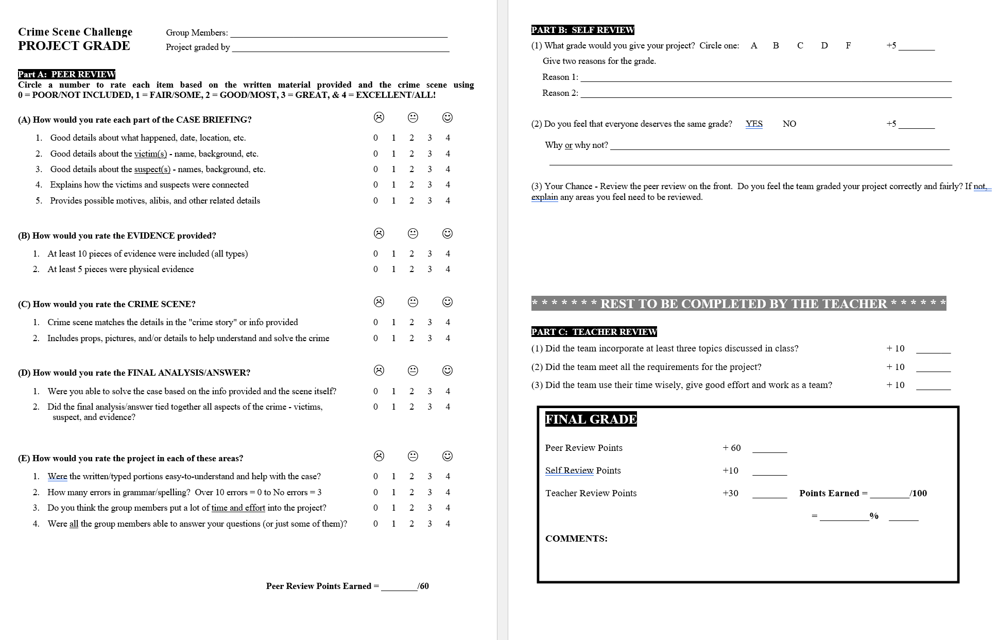 Crime Scene Challenge
PROJECT GRADE
Group Members: ____________
Project graded by ____________
Part A:  PEER REVIEW
Circle a number to rate each item based on the written material provided and the crime scene using
0 = POOR/NOT INCLUDED, 1 = FAIR/SOME, 2 = GOOD/MOST, 3 = GREAT, & 4 = EXCELLENT/ALL!
(A) How would you rate each part of the CASE BRIEFING? ☹ 😐 ☺
1. Good details about what happened, date, location, etc. 0 1 2 3 4
2. Good details about the victim(s) - name, background, etc. 0 1 2 3 4
3. Good details about the suspect(s) - names, background, etc. 0 1 2 3 4
4. Explains how the victims and suspects were connected 0 1 2 3 4
5. Provides possible motives, alibis, and other related details 0 1 2 3 4
(B) How would you rate the EVIDENCE provided? ☹ 😐 ☺
1. At least 10 pieces of evidence were included (all types) 0 1 2 3 4
2. At least 5 pieces were physical evidence 0 1 2 3 4
(C) How would you rate the CRIME SCENE? ☹ 😐 ☺
1. Crime scene matches the details in the "crime story" or info provided 0 1 2 3 4
2. Includes props, pictures, and/or details to help understand and solve the crime 0 1 2 3 4
(D) How would you rate the FINAL ANALYSIS/ANSWER? ☹ 😐 ☺
1. Were you able to solve the case based on the info provided and the scene itself? 0 1 2 3 4
2. Did the final analysis/answer tied together all aspects of the crime - victims, 0 1 2 3 4
suspect, and evidence?
(E) How would you rate the project in each of these areas? ☹ 😐 ☺
1. Were the written/typed portions easy-to-understand and help with the case? 0 1 2 3 4
2. How many errors in grammar/spelling?  Over 10 errors = 0 to No errors = 3 0 1 2 3 4
3. Do you think the group members put a lot of time and effort into the project? 0 1 2 3 4
4. Were all the group members able to answer your questions (or just some of them)? 0 1 2 3 4
Peer Review Points Earned = ________/60
PART B:  SELF REVIEW
(1) What grade would you give your project?  Circle one: A B C D F +5 ________
Give two reasons for the grade.
Reason 1: ____________
Reason 2: ____________
(2) Do you feel that everyone deserves the same grade? YES NO +5 ________
Why or why not? ____________
(3) Your Chance - Review the peer review on the front.  Do you feel the team graded your project correctly and fairly? If not,
explain any areas you feel need to be reviewed.
* * * * * * * REST TO BE COMPLETED BY THE TEACHER * * * * * *
PART C:  TEACHER REVIEW
(1) Did the team incorporate at least three topics discussed in class? + 10 _______
(2) Did the team meet all the requirements for the project? + 10 _______
(3) Did the team use their time wisely, give good effort and work as a team? + 10 _______
FINAL GRADE
Peer Review Points + 60 _______
Self Review Points +10 _______
Teacher Review Points +30 _______ Points Earned = ________/100
= __________% ______
COMMENTS: